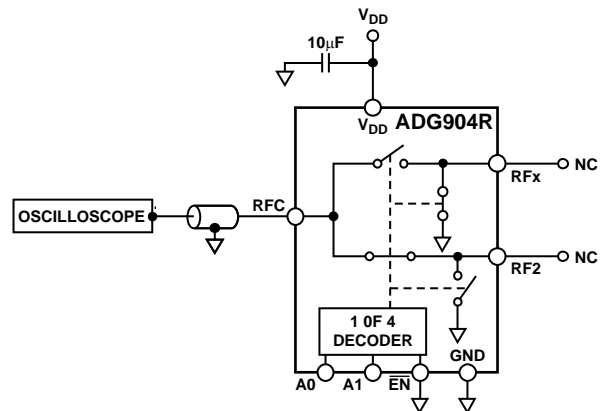 VDD
10µF
VDD
ADG904R
RFx
NC
OSCILLOSCOPE
RFC
RF2
NC
1 0F 4
DECODER
GND
A0
A1
EN